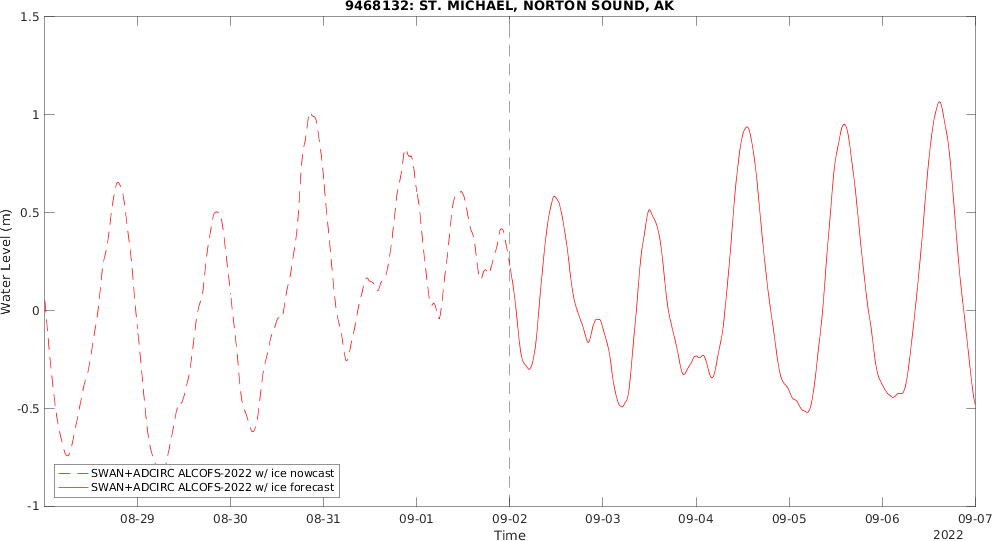 9468132: ST. MICHAEL, NORTON SOUND, AK
Water Level (m)
1.5
1
0.5
0
-0.5
-1
SWAN+ADCIRC ALCOFS-2022 w/ ice nowcast
SWAN+ADCIRC ALCOFS-2022 w/ ice forecast
08-29 08-30 08-31 09-01 09-02 09-03 09-04 09-05 09-06 09-07
Time
2022